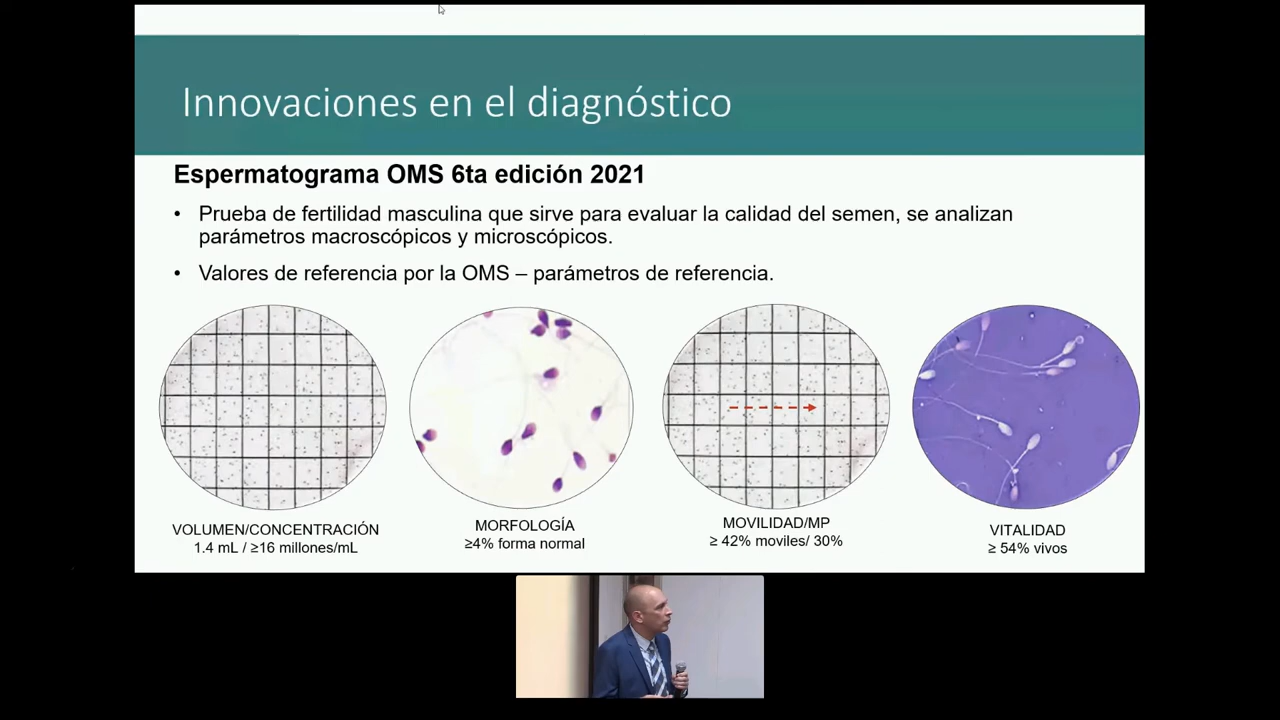 Innovaciones en el diagnóstico
Espermatograma OMS 6ta edición 2021
• Prueba de fertilidad masculina que sirve para evaluar la calidad del semen, se analizan
parámetros macroscópicos y microscópicos.
• Valores de referencia por la OMS – parámetros de referencia.
VOLUMEN/CONCENTRACIÓN
1.4 mL / ≥16 millones/mL
MORFOLOGÍA
≥4% forma normal
MOVILIDAD/MP
≥ 42% moviles/ 30%
VITALIDAD
≥ 54% vivos